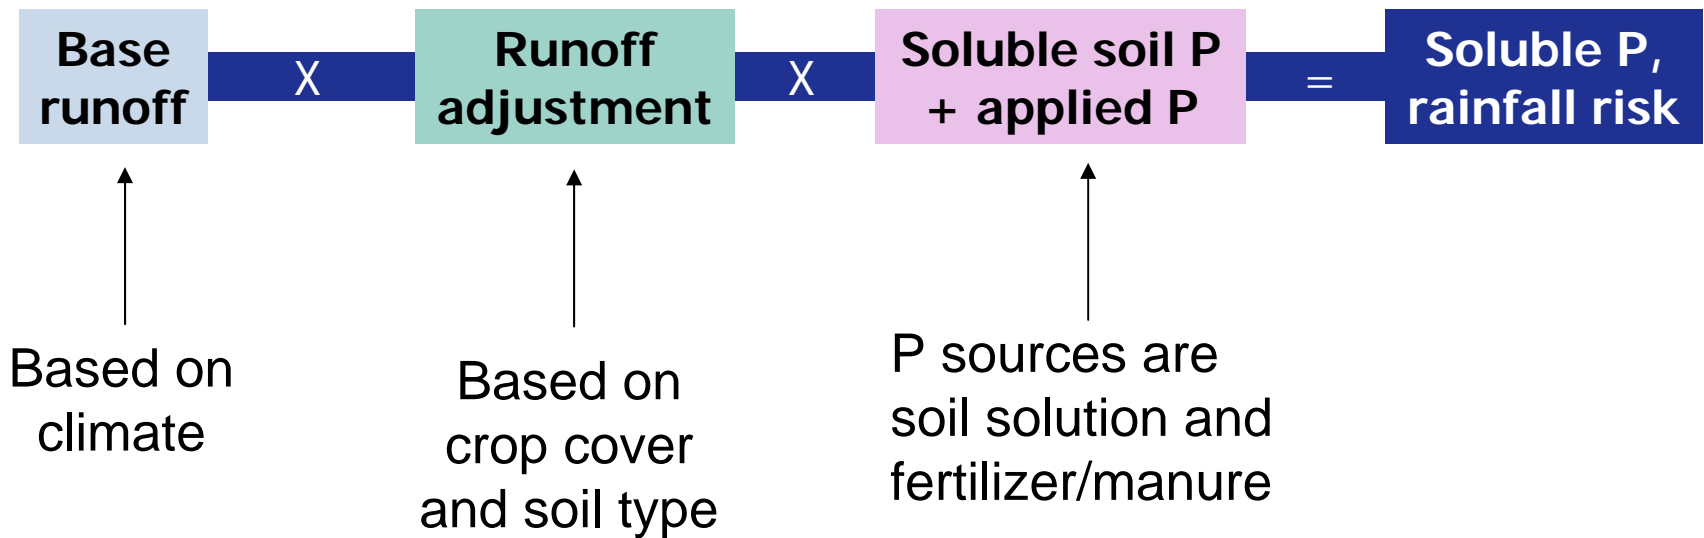 Base
runoff
X
Runoff
adjustment
X
Soluble soil P
+ applied P
=
Soluble P,
rainfall risk
Based on
climate
Based on
crop cover
and soil type
P sources are
soil solution and
fertilizer/manure